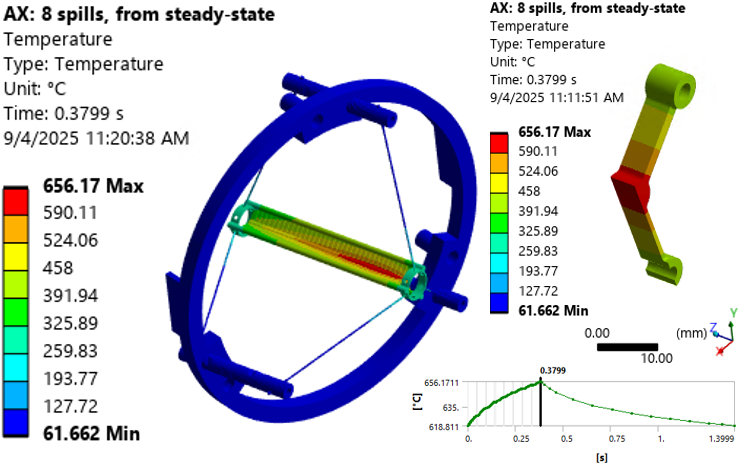 AX: 8 spills, from steady-state
Temperature
Type: Temperature
Unit: °C
Time: 0.3799 s
9/4/2025 11:20:38 AM
656.17 Max
590.11
524.06
458
391.94
325.89
259.83
193.77
127.72
61.662 Min
AX: 8 spills, from steady-state
Temperature
Type: Temperature
Unit: °C
Time: 0.3799 s
9/4/2025 11:11:51 AM
656.17 Max
590.11
524.06
458
391.94
325.89
259.83
193.77
127.72
61.662 Min
0.00
(mm)
10.00
Y
Z
X
0.3799
656.1711
[°C]
635.
618.811
0.
0.25
0.5
0.75
1.
1.3999
[s]